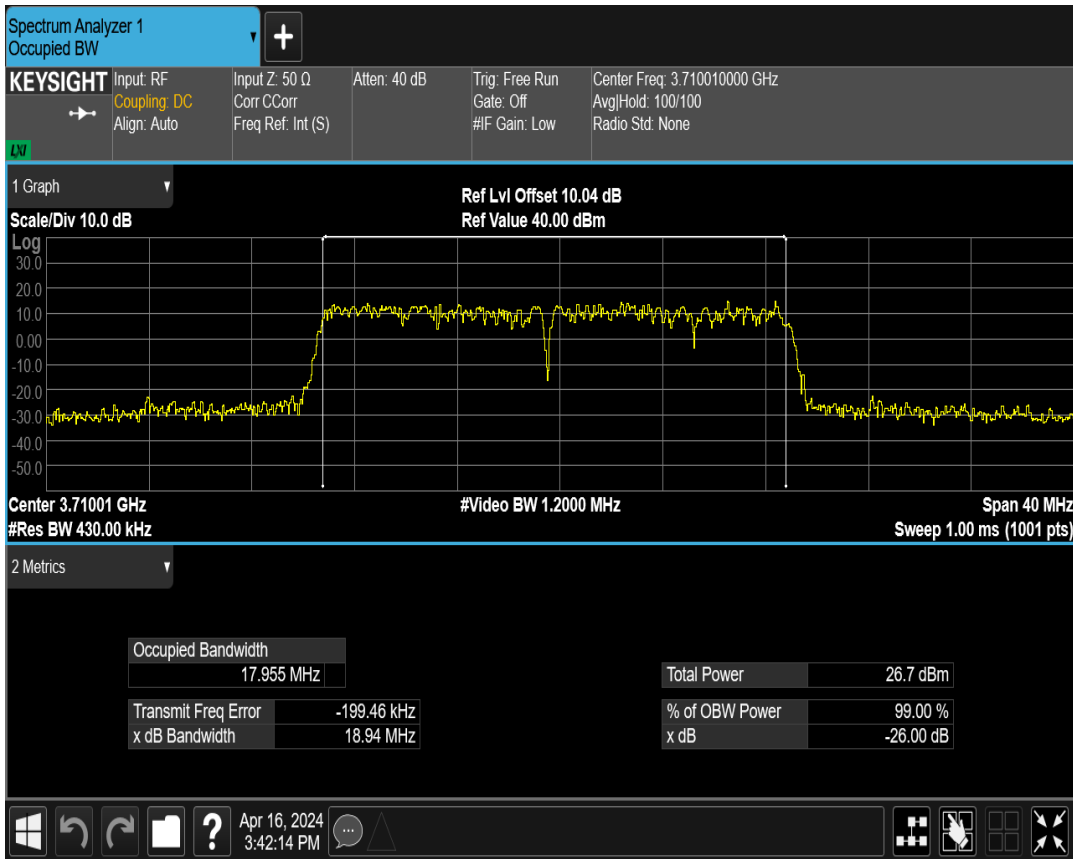 Spectrum Analyzer 1
Occupied BW
KEYSIGHT
LXI
Input: RF
Coupling: DC
Align: Auto
Input Z: 50 Ω
Corr CCorr
Freq Ref: Int (S)
Atten: 40 dB
Trig: Free Run
Gate: Off
#IF Gain: Low
Center Freq: 3.710010000 GHz
Avg|Hold: 100/100
Radio Std: None
1 Graph
Scale/Div 10.0 dB
Ref Lvl Offset 10.04 dB
Ref Value 40.00 dBm
Log
30.0
20.0
10.0
0.00
-10.0
-20.0
-30.0
-40.0
-50.0
Center 3.71001 GHz
#Res BW 430.00 kHz
#Video BW 1.2000 MHz
Span 40 MHz
Sweep 1.00 ms (1001 pts)
2 Metrics
Occupied Bandwidth
17.955 MHz
Transmit Freq Error -199.46 kHz
x dB Bandwidth 18.94 MHz
Total Power 26.7 dBm
% of OBW Power 99.00 %
x dB -26.00 dB
Apr 16, 2024
3:42:14 PM